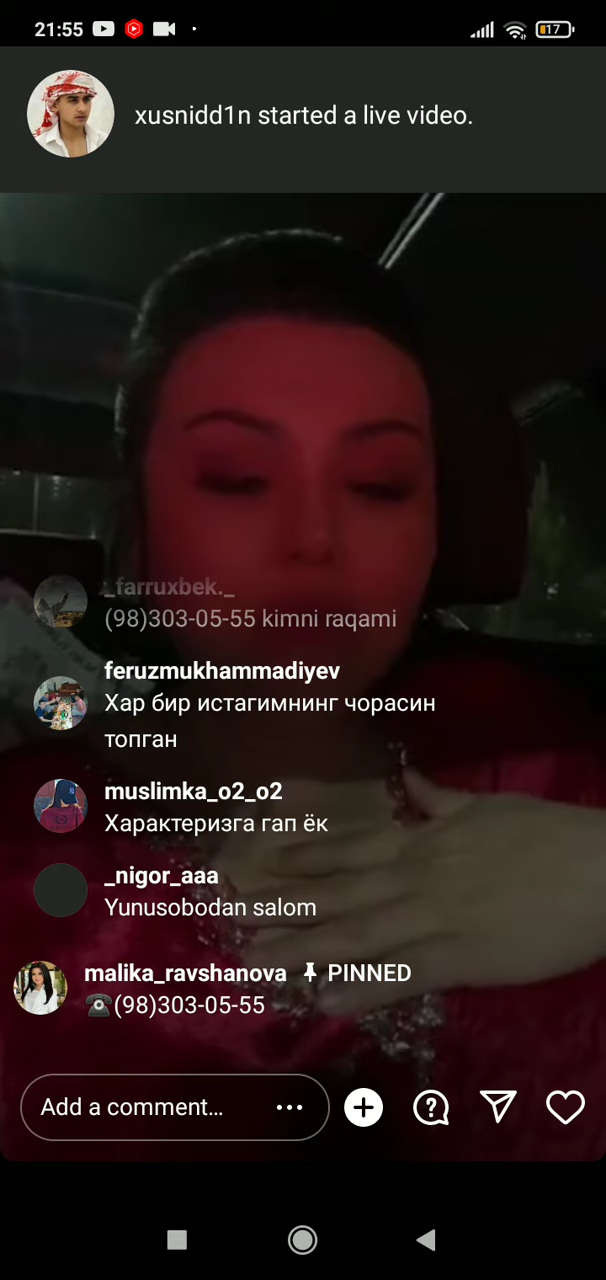 21:55
17
xusnidd1n started a live video.
_farruxbek._
(98)303-05-55 kimni raqami
feruzmukhammadiyev
Хар бир истагимнинг чорасин
топган
muslimka_o2_o2
Характеризга гап ёк
_nigor_aaa
Yunusobodan salom
malika_ravshanova 📌 PINNED
☎(98)303-05-55
Add a comment...